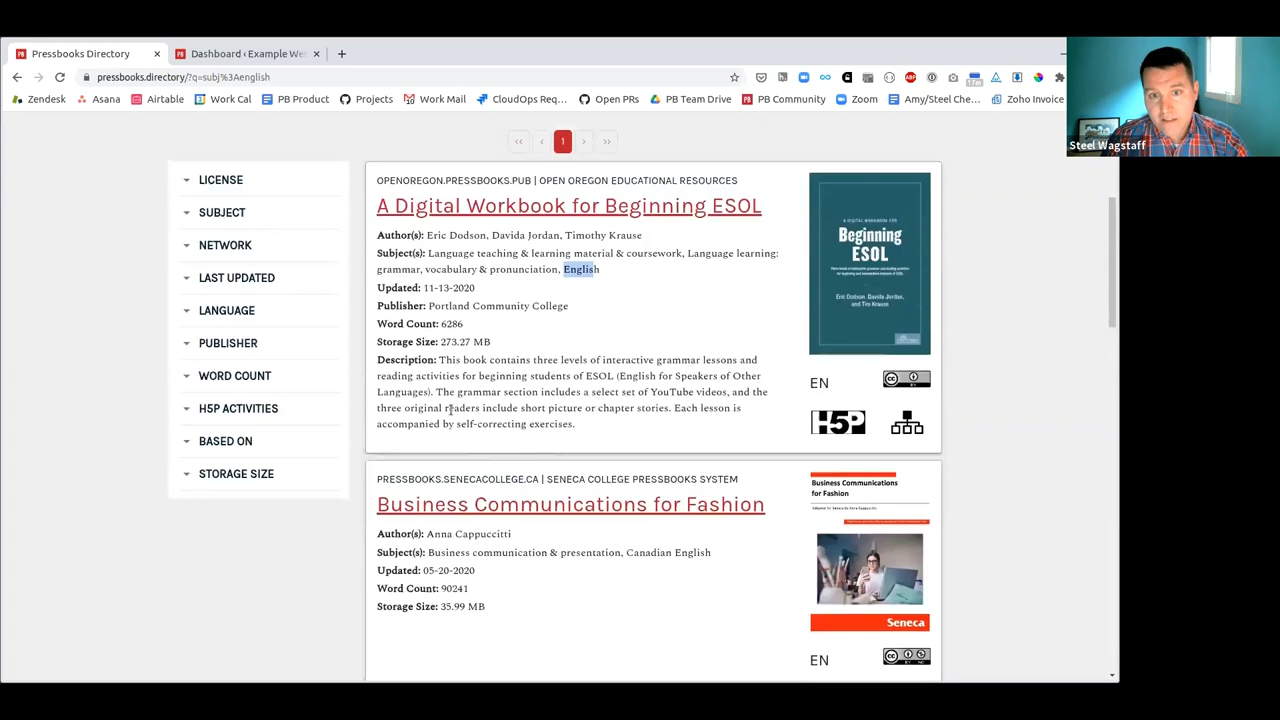 Pressbooks Directory
Dashboard ‹ Example We
pressbooks.directory/?q=subj%3Aenglish
Zendesk Asana Airtable Work Cal PB Product Projects Work Mail CloudOps Req... Open PRs PB Team Drive PB Community Zoom Amy/Steel Che... Zoho Invoice
Steel Wagstaff
‹‹ ‹ 1 › ››
LICENSE
SUBJECT
NETWORK
LAST UPDATED
LANGUAGE
PUBLISHER
WORD COUNT
H5P ACTIVITIES
BASED ON
STORAGE SIZE
OPENOREGON.PRESSBOOKS.PUB | OPEN OREGON EDUCATIONAL RESOURCES
A Digital Workbook for Beginning ESOL
Author(s): Eric Dodson, Davida Jordan, Timothy Krause
Subject(s): Language teaching & learning material & coursework, Language learning:
grammar, vocabulary & pronunciation, English
Updated: 11-13-2020
Publisher: Portland Community College
Word Count: 6286
Storage Size: 273.27 MB
Description: This book contains three levels of interactive grammar lessons and
reading activities for beginning students of ESOL (English for Speakers of Other
Languages). The grammar section includes a select set of YouTube videos, and the
three original readers include short picture or chapter stories. Each lesson is
accompanied by self-correcting exercises.
A DIGITAL WORKBOOK FOR
Beginning
ESOL
Eric Dodson, Davida Jordan,
and Tim Krause
EN
H5P
PRESSBOOKS.SENECACOLLEGE.CA | SENECA COLLEGE PRESSBOOKS SYSTEM
Business Communications for Fashion
Author(s): Anna Cappuccitti
Subject(s): Business communication & presentation, Canadian English
Updated: 05-20-2020
Word Count: 90241
Storage Size: 35.99 MB
Business Communications
for Fashion
Seneca
EN